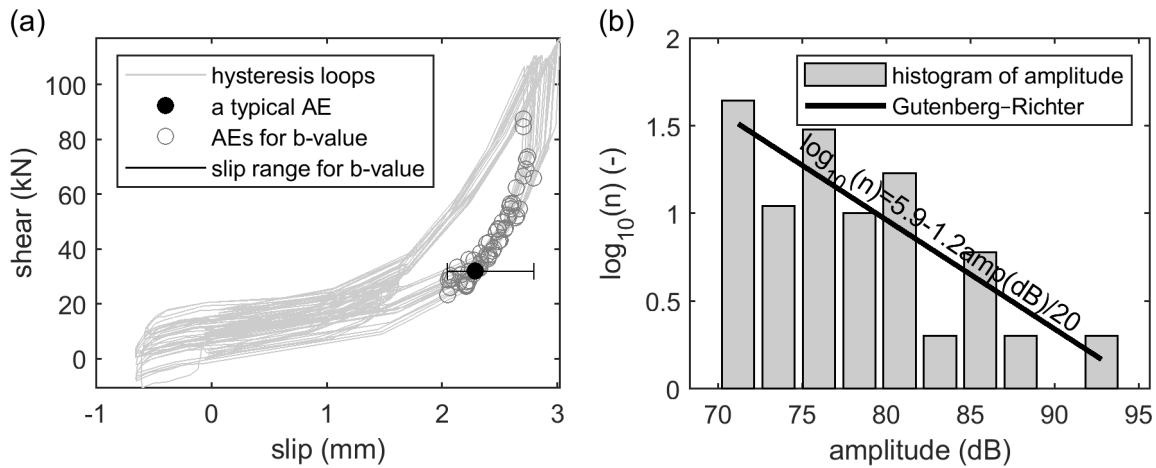 (a)
hysteresis loops
a typical AE
AEs for b-value
slip range for b-value
100
80
60
40
20
0
shear (kN)
-1 0 1 2 3
slip (mm)
(b)
2
1.5
1
0.5
0
log10(n) (-)
histogram of amplitude
Gutenberg–Richter
log10(n)=5.9-1.2amp(dB)/20
70 75 80 85 90 95
amplitude (dB)